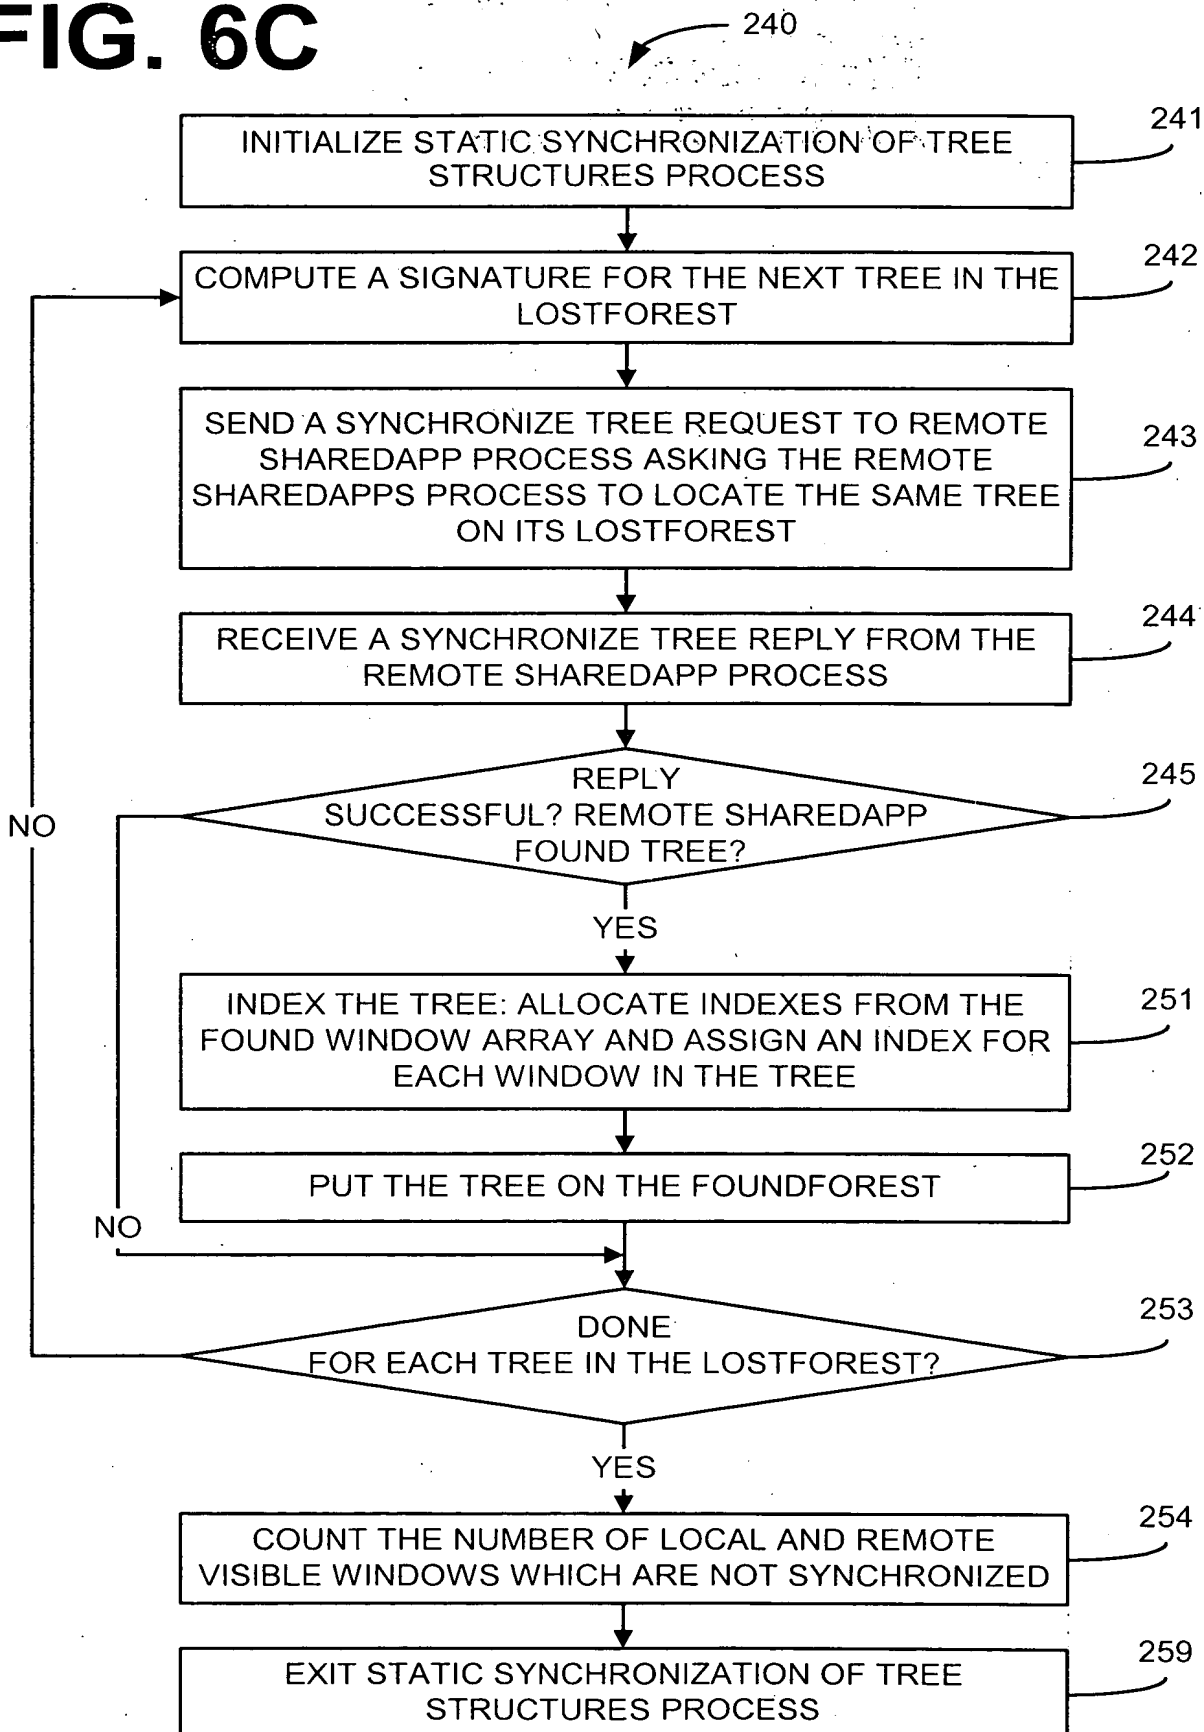 FIG. 6C
240
241
INITIALIZE STATIC SYNCHRONIZATION OF TREE
STRUCTURES PROCESS
242
COMPUTE A SIGNATURE FOR THE NEXT TREE IN THE
LOSTFOREST
243
SEND A SYNCHRONIZE TREE REQUEST TO REMOTE
SHAREDAPP PROCESS ASKING THE REMOTE
SHAREDAPPS PROCESS TO LOCATE THE SAME TREE
ON ITS LOSTFOREST
244
RECEIVE A SYNCHRONIZE TREE REPLY FROM THE
REMOTE SHAREDAPP PROCESS
245
REPLY
SUCCESSFUL? REMOTE SHAREDAPP
FOUND TREE?
NO
YES
251
INDEX THE TREE: ALLOCATE INDEXES FROM THE
FOUND WINDOW ARRAY AND ASSIGN AN INDEX FOR
EACH WINDOW IN THE TREE
252
PUT THE TREE ON THE FOUNDFOREST
NO
253
DONE
FOR EACH TREE IN THE LOSTFOREST?
YES
254
COUNT THE NUMBER OF LOCAL AND REMOTE
VISIBLE WINDOWS WHICH ARE NOT SYNCHRONIZED
259
EXIT STATIC SYNCHRONIZATION OF TREE
STRUCTURES PROCESS